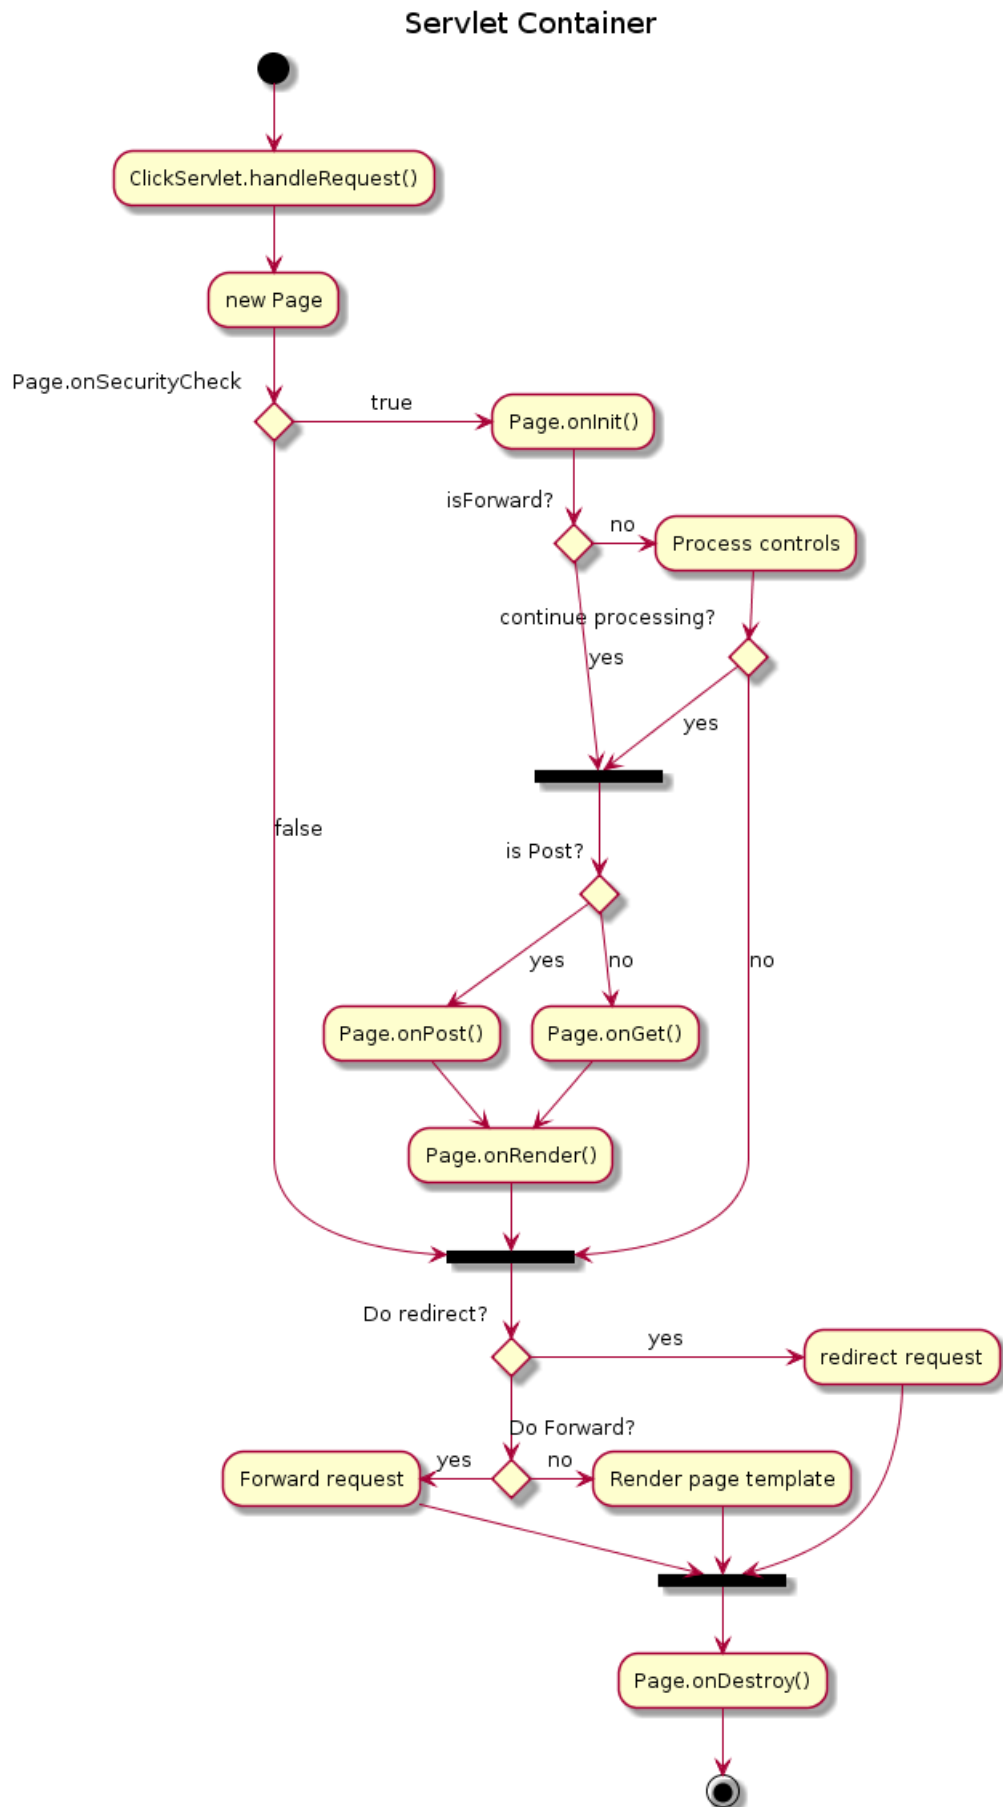 Servlet Container
ClickServlet.handleRequest()
new Page
Page.onSecurityCheck
true
Page.onInit()
isForward?
no
Process controls
continue processing?
yes
yes
false
is Post?
yes
no
no
Page.onPost()
Page.onGet()
Page.onRender()
Do redirect?
yes
redirect request
Do Forward?
Forward request
yes
no
Render page template
Page.onDestroy()